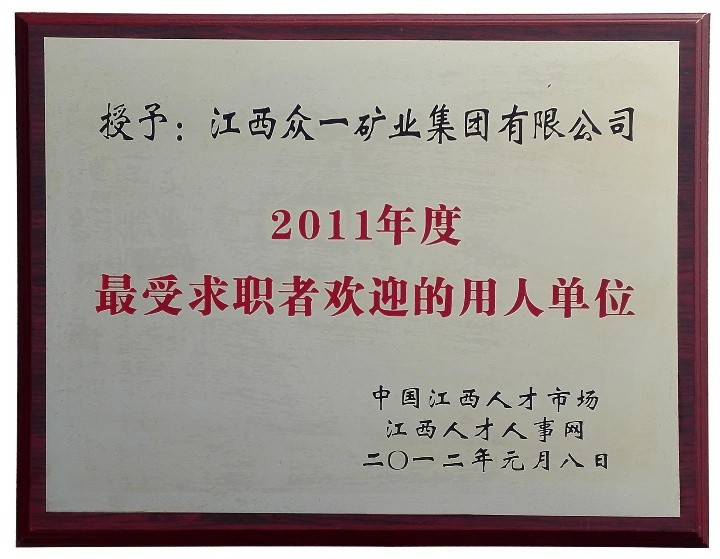 授予：江西众一矿业集团有限公司
2011年度
最受求职者欢迎的用人单位
中国江西人才市场
江西人才人事网
二〇一二年元月八日